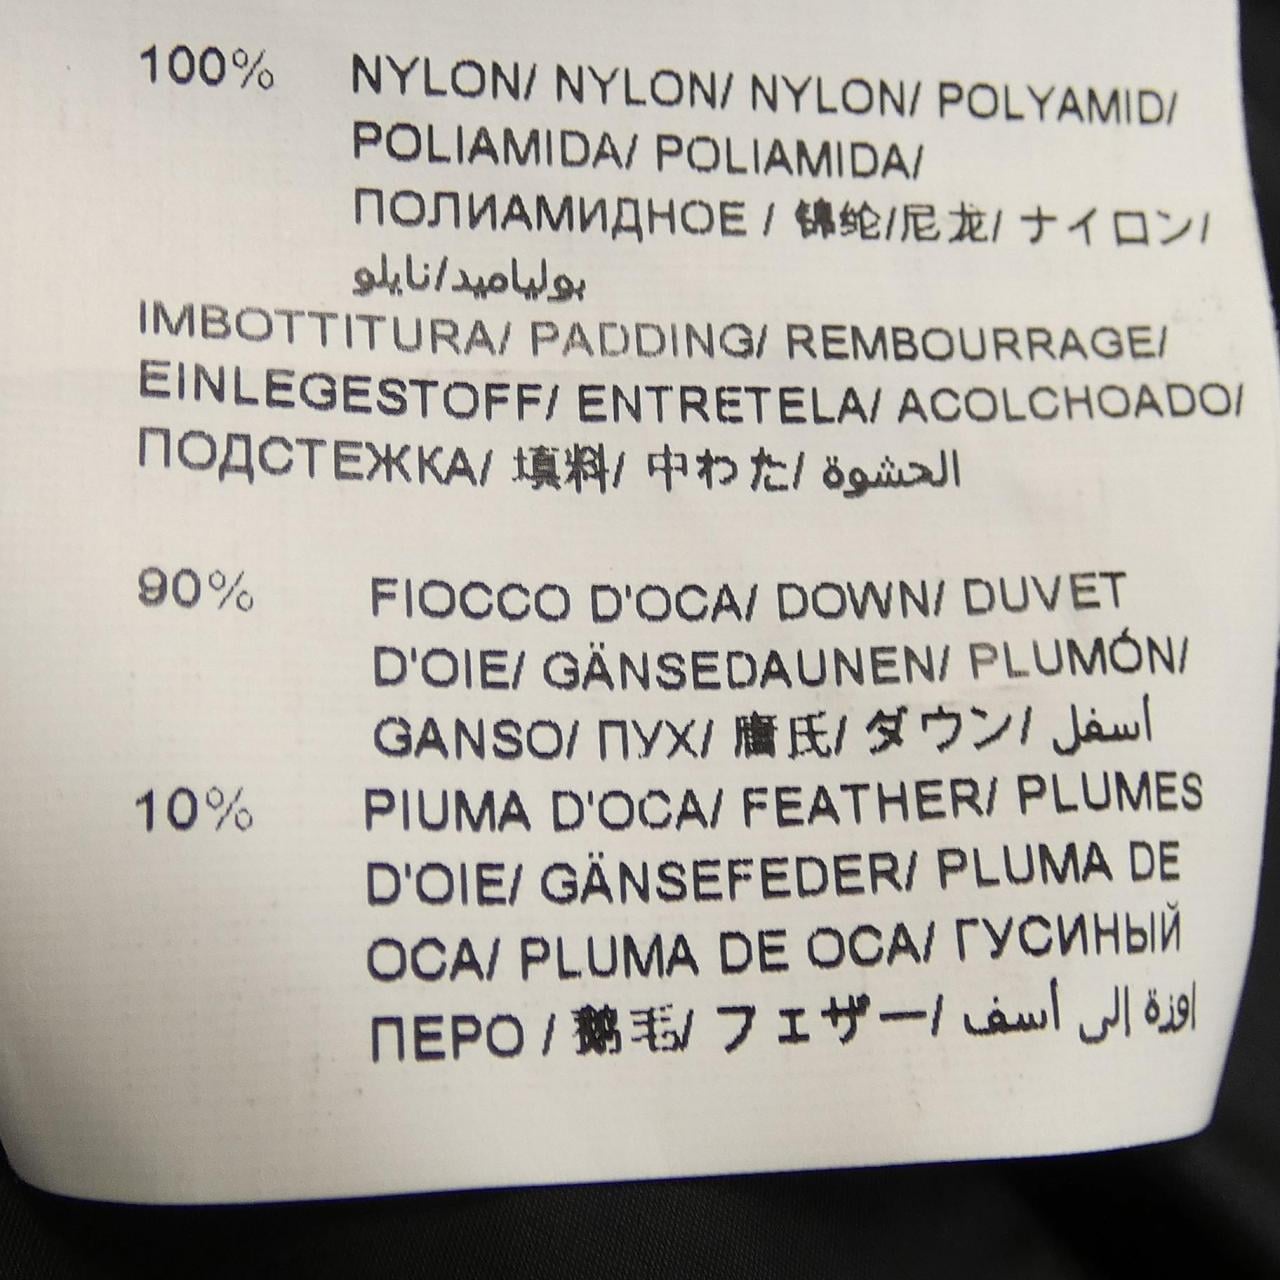 100% NYLON/ NYLON/ NYLON/ POLYAMID/
POLIAMIDA/ POLIAMIDA/
ПОЛИАМИДНОЕ / 锦纶/尼龙/ ナイロン/
بولياميد/نايلو
IMBOTTITURA/ PADDING/ REMBOURRAGE/
EINLEGESTOFF/ ENTRETELA/ ACOLCHOADO/
ПОДСТЕЖКА/ 填料/ 中わた/ الحشوة
90% FIOCCO D'OCA/ DOWN/ DUVET
D'OIE/ GÄNSEDAUNEN/ PLUMÓN/
GANSO/ ПУХ/ 氏/ ダウン/ أسفل
10% PIUMA D'OCA/ FEATHER/ PLUMES
D'OIE/ GÄNSEFEDER/ PLUMA DE
OCA/ PLUMA DE OCA/ ГУСИНЫЙ
ПЕРО / 鹅毛/ フェザー/ اوزة إلى أسف